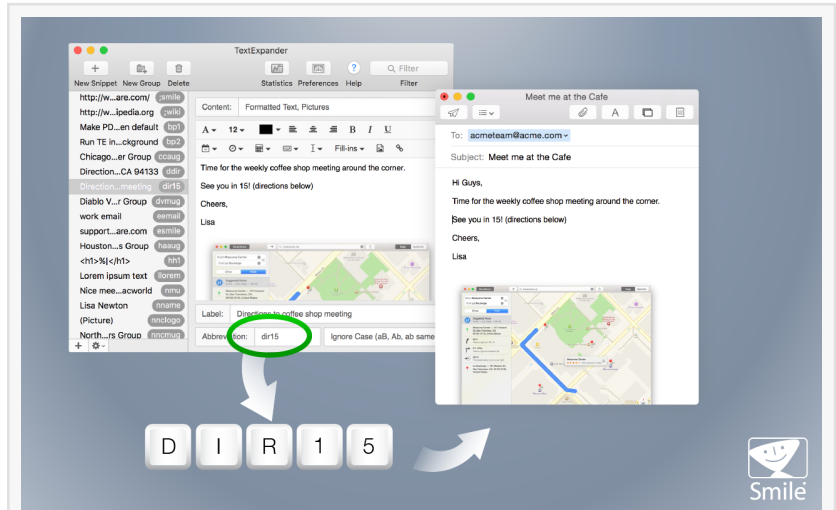 TextExpander
New Snippet New Group Delete
Statistics Preferences Help
Filter
Filter
http://w...are.com/ ;smile
http://w...ipedia.org ;wiki
Make PD...en default bp1
Run TE in...ckground bp2
Chicago...er Group ccaug
Direction...CA 94133 ddir
Direction...meeting dir15
Diablo V...r Group dvmug
work email eemail
support...are.com esmile
Houston...s Group haaug
<h1>%|</h1> hh1
Lorem ipsum text llorem
Nice mee...acworld nmu
Lisa Newton nname
(Picture) nnclogo
North...rs Group nncmug
Content: Formatted Text, Pictures
A 12 B I U
Fill-ins
Time for the weekly coffee shop meeting around the corner.
See you in 15! (directions below)
Cheers,
Lisa
Label: Directions to coffee shop meeting
Abbreviation: dir15 Ignore Case (aB, Ab, ab same
Meet me at the Cafe
A
To: acmeteam@acme.com
Subject: Meet me at the Cafe
Hi Guys,
Time for the weekly coffee shop meeting around the corner.
See you in 15! (directions below)
Cheers,
Lisa
D I R 1 5
Smile